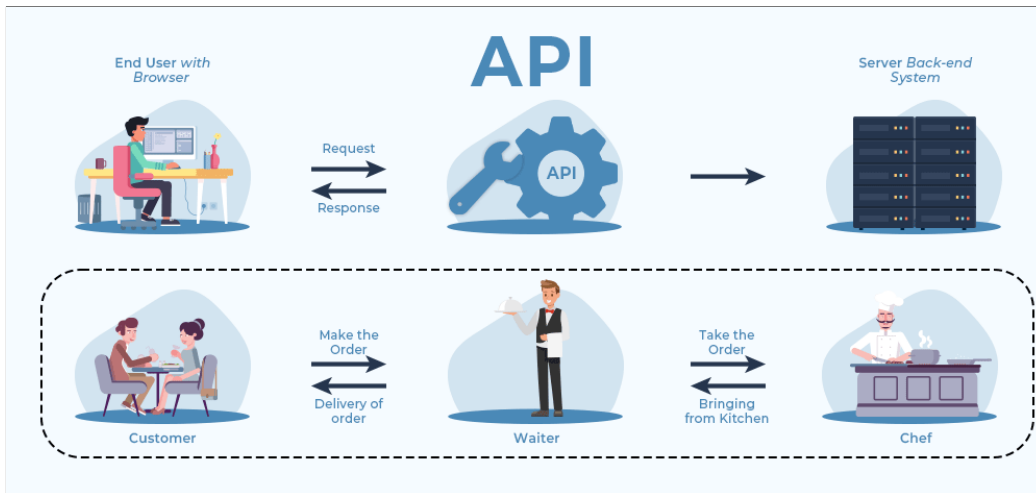 API
End User with
Browser
Server Back-end
System
Request
Response
API
Make the
Order
Delivery of
order
Take the
Order
Bringing
from Kitchen
Customer
Waiter
Chef